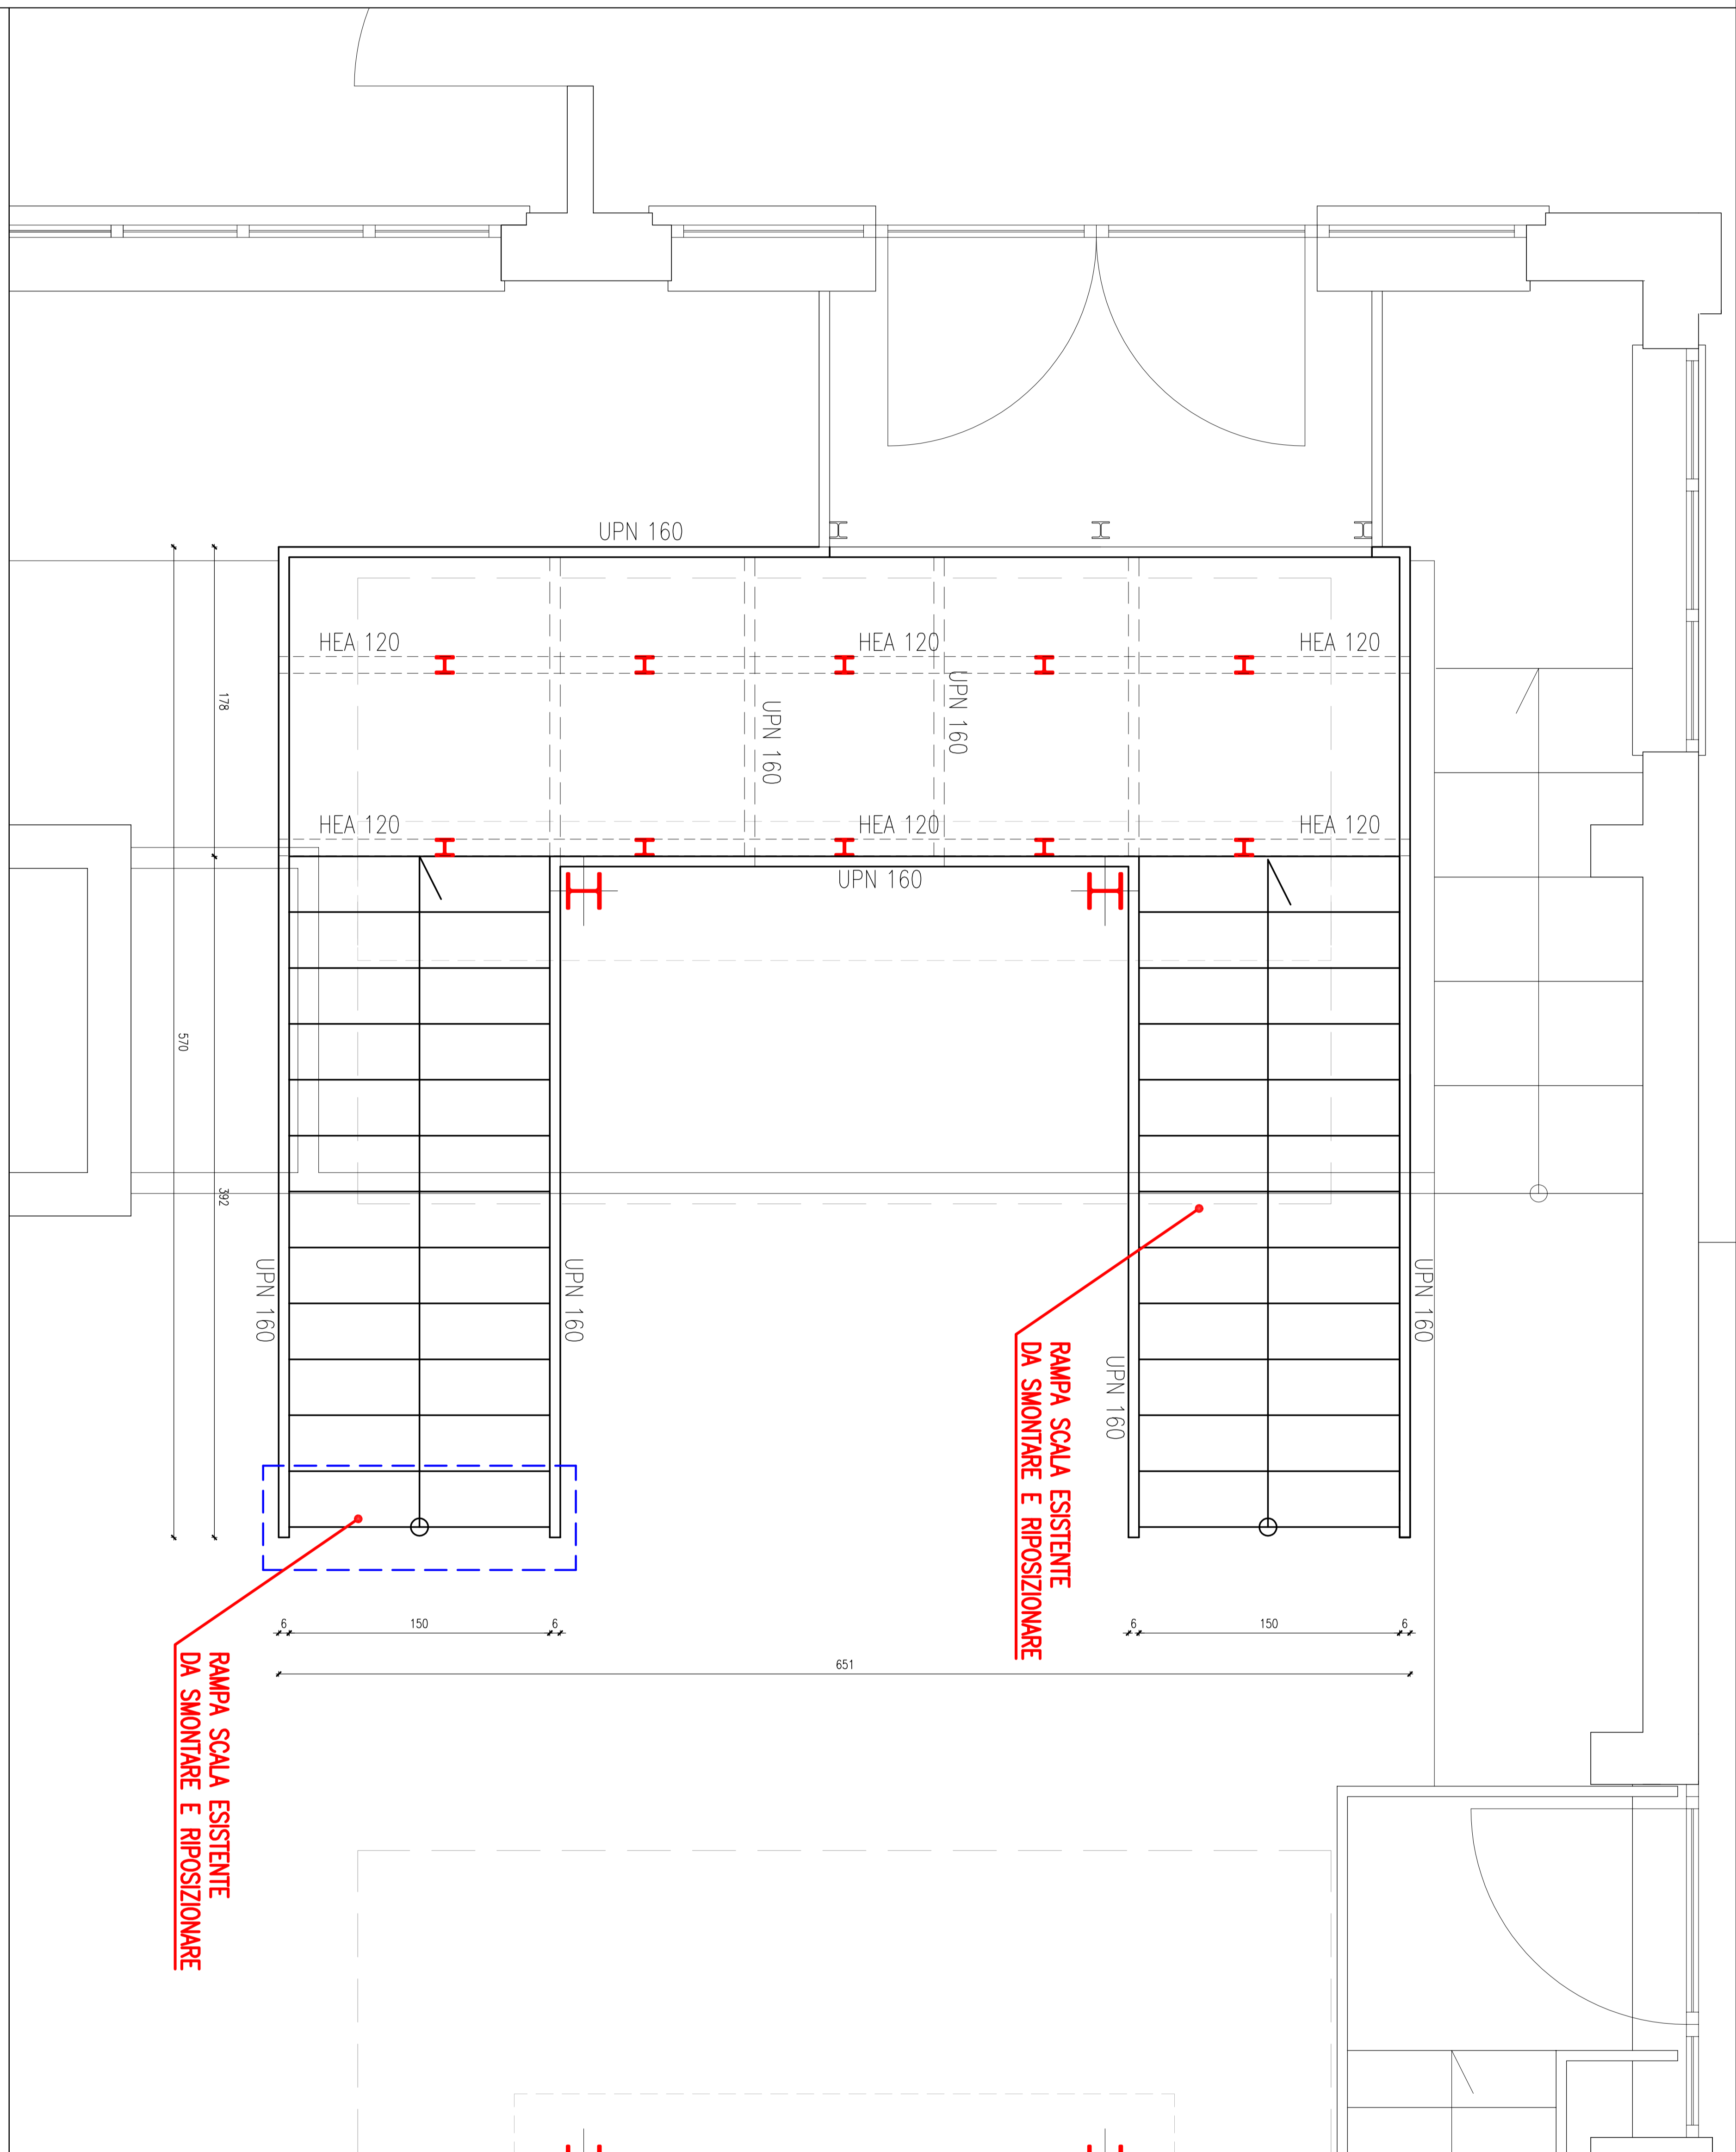 UPN 160
HEA 120
HEA 120
HEA 120
UPN 160
UPN 160
178
HEA 120
HEA 120
HEA 120
UPN 160
570
392
UPN 160
UPN 160
UPN 160
UPN 160
RAMPA SCALA ESISTENTE
DA SMONTARE E RIPOSIZIONARE
6
150
6
6
150
6
651
RAMPA SCALA ESISTENTE
DA SMONTARE E RIPOSIZIONARE